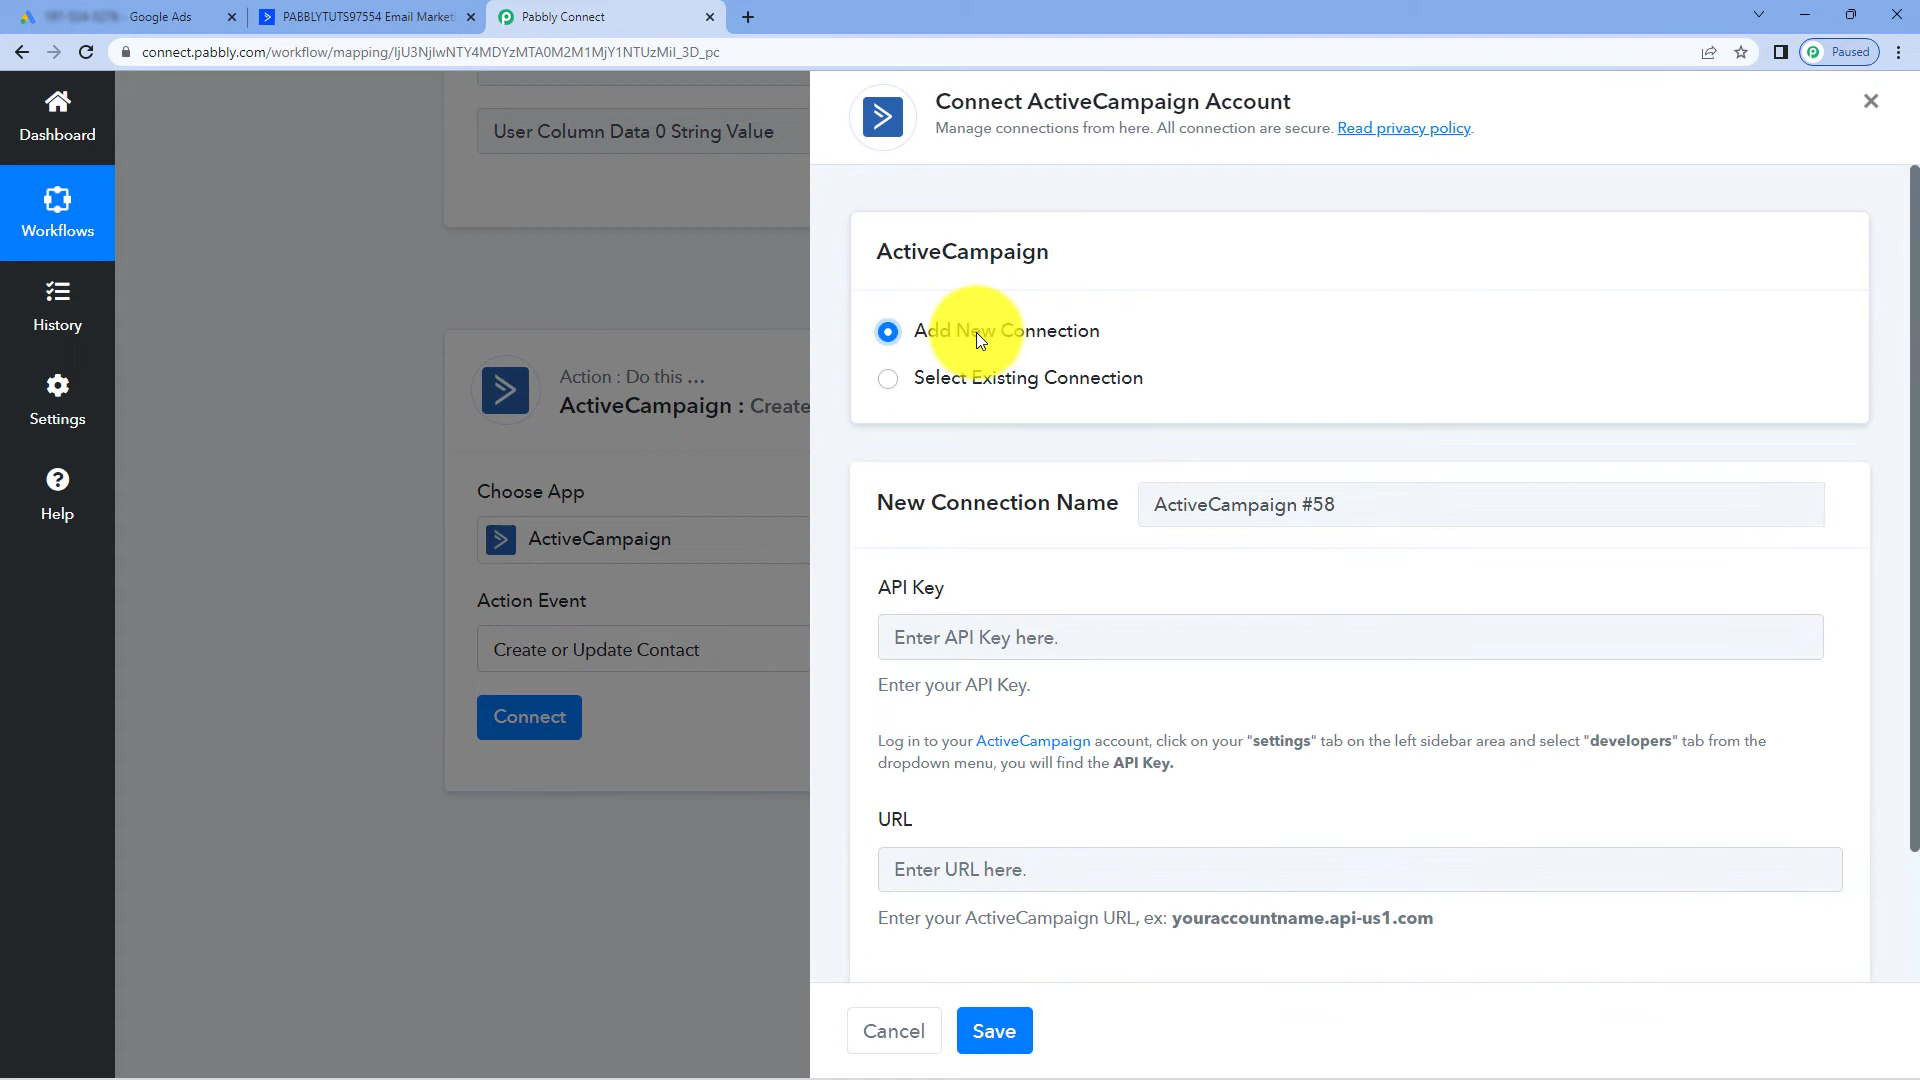 Google Ads
PABBLYTUTS97554 Email Marketi
Pabbly Connect
connect.pabbly.com/workflow/mapping/IjU3NjIwNTY4MDYzMTA0M2M1MjY1NTUzMiI_3D_pc
Paused
Dashboard
Workflows
History
Settings
Help
User Column Data 0 String Value
Action : Do this ...
ActiveCampaign : Create
Choose App
ActiveCampaign
Action Event
Create or Update Contact
Connect
Connect ActiveCampaign Account
Manage connections from here. All connection are secure. Read privacy policy.
ActiveCampaign
Add New Connection
Select Existing Connection
New Connection Name
ActiveCampaign #58
API Key
Enter API Key here.
Enter your API Key.
Log in to your ActiveCampaign account, click on your "settings" tab on the left sidebar area and select "developers" tab from the
dropdown menu, you will find the API Key.
URL
Enter URL here.
Enter your ActiveCampaign URL, ex: youraccountname.api-us1.com
Cancel
Save